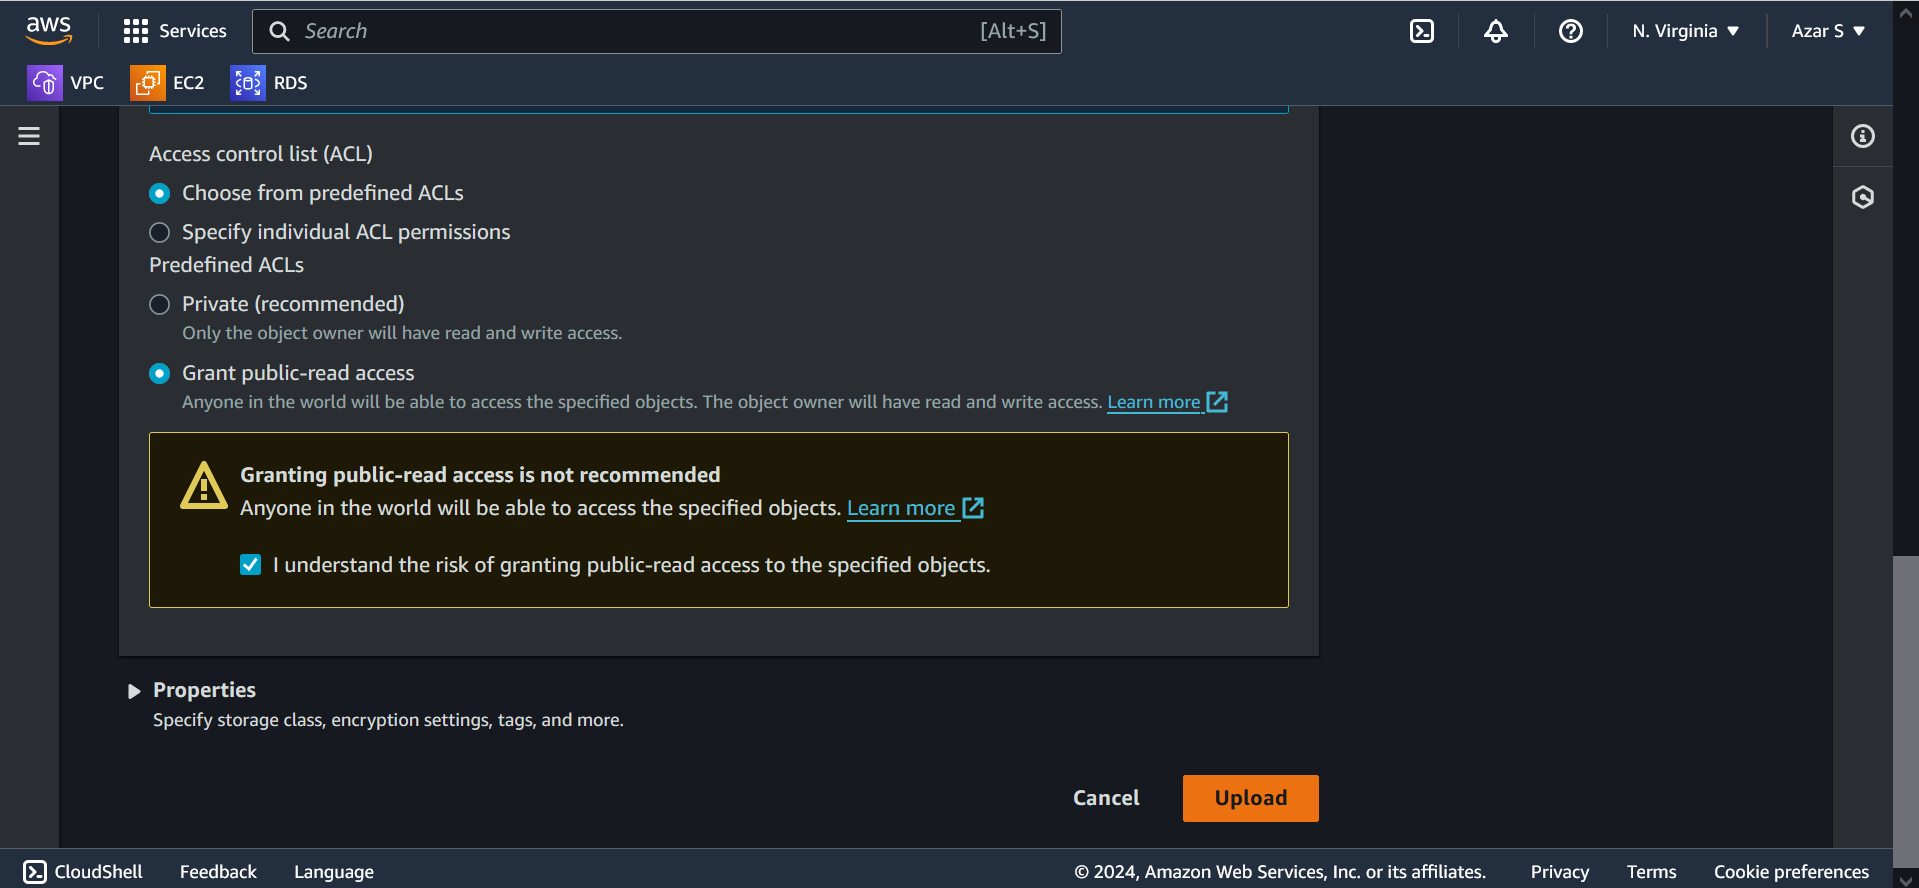 aws
Services
Search [Alt+S]
N. Virginia
Azar S
VPC
EC2
RDS
Access control list (ACL)
Choose from predefined ACLs
Specify individual ACL permissions
Predefined ACLs
Private (recommended)
Only the object owner will have read and write access.
Grant public-read access
Anyone in the world will be able to access the specified objects. The object owner will have read and write access. Learn more
Granting public-read access is not recommended
Anyone in the world will be able to access the specified objects. Learn more
I understand the risk of granting public-read access to the specified objects.
Properties
Specify storage class, encryption settings, tags, and more.
Cancel
Upload
CloudShell
Feedback
Language
© 2024, Amazon Web Services, Inc. or its affiliates.
Privacy
Terms
Cookie preferences